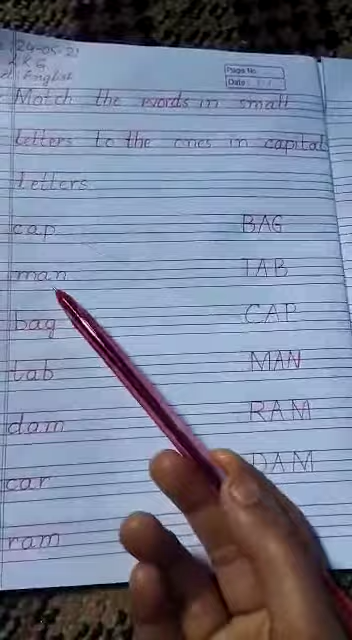 24-05-21
KG
English
Page No.
Date:
Match the words in small
letters to the ones in capital
letters.
cap BAG
man TAB
bag CAP
tab MAN
dam RAM
car DAM
ram